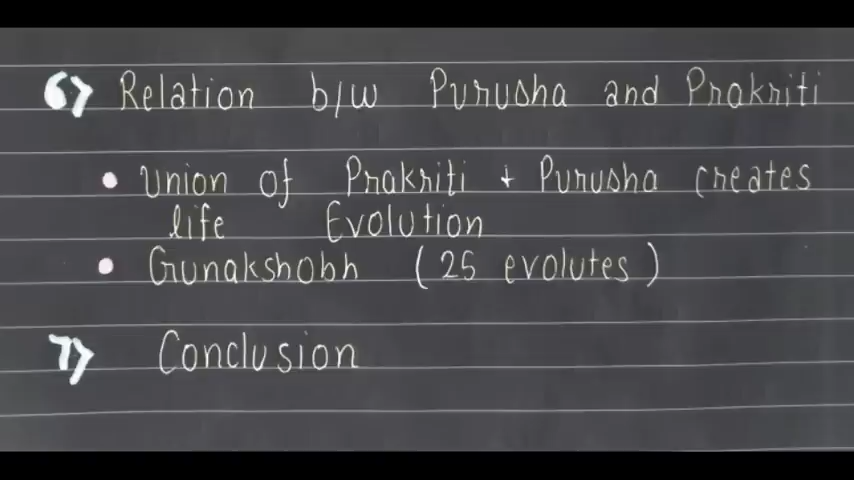 6> Relation b/w Purusha and Prakriti
• Union of Prakriti + Purusha creates
life Evolution
• Gunakshobh (25 evolutes)
7> Conclusion